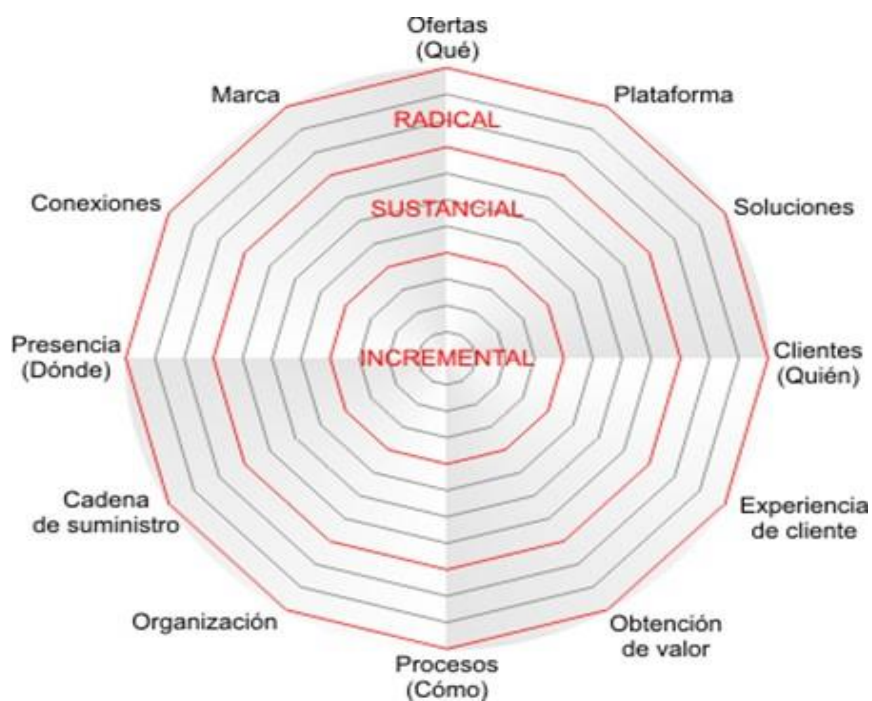 Ofertas
(Qué)
Marca
Plataforma
RADICAL
Conexiones
SUSTANCIAL
Soluciones
Presencia
(Dónde)
INCREMENTAL
Clientes
(Quién)
Cadena
de suministro
Experiencia
de cliente
Organización
Obtención
de valor
Procesos
(Cómo)